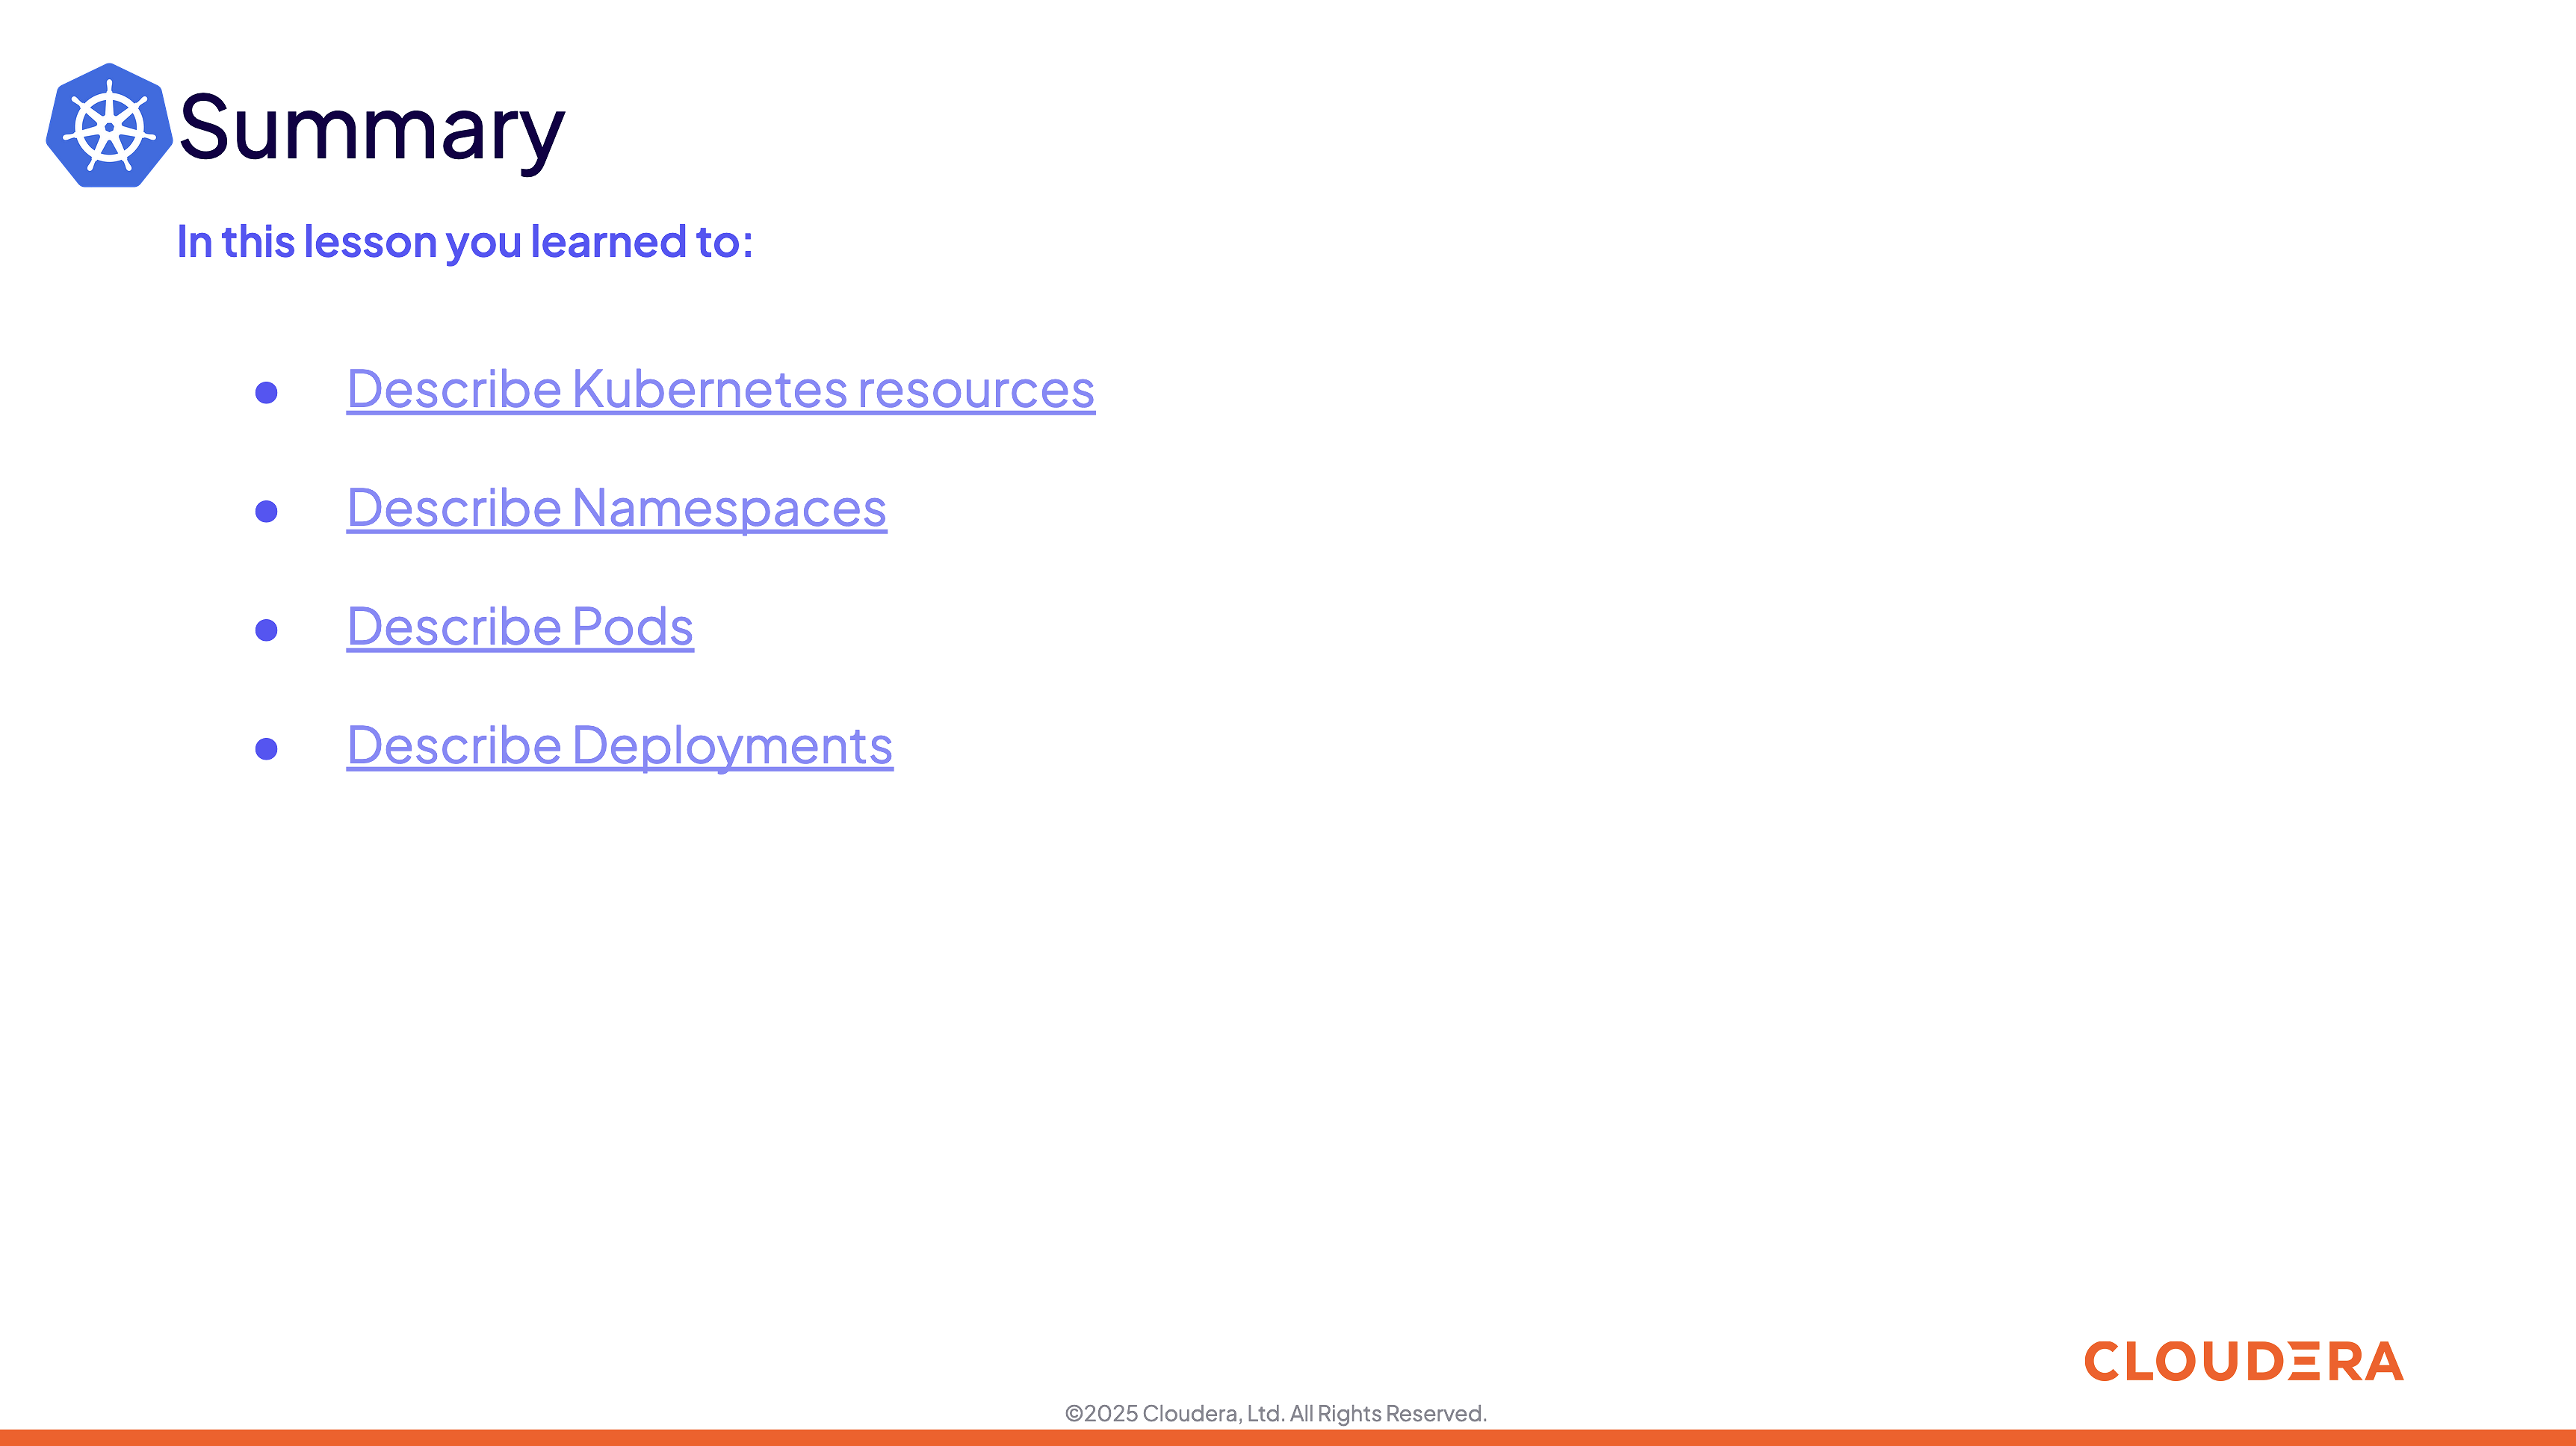 Summary
In this lesson you learned to:
● Describe Kubernetes resources
● Describe Namespaces
● Describe Pods
● Describe Deployments
CLOUDERA
©2025 Cloudera, Ltd. All Rights Reserved.